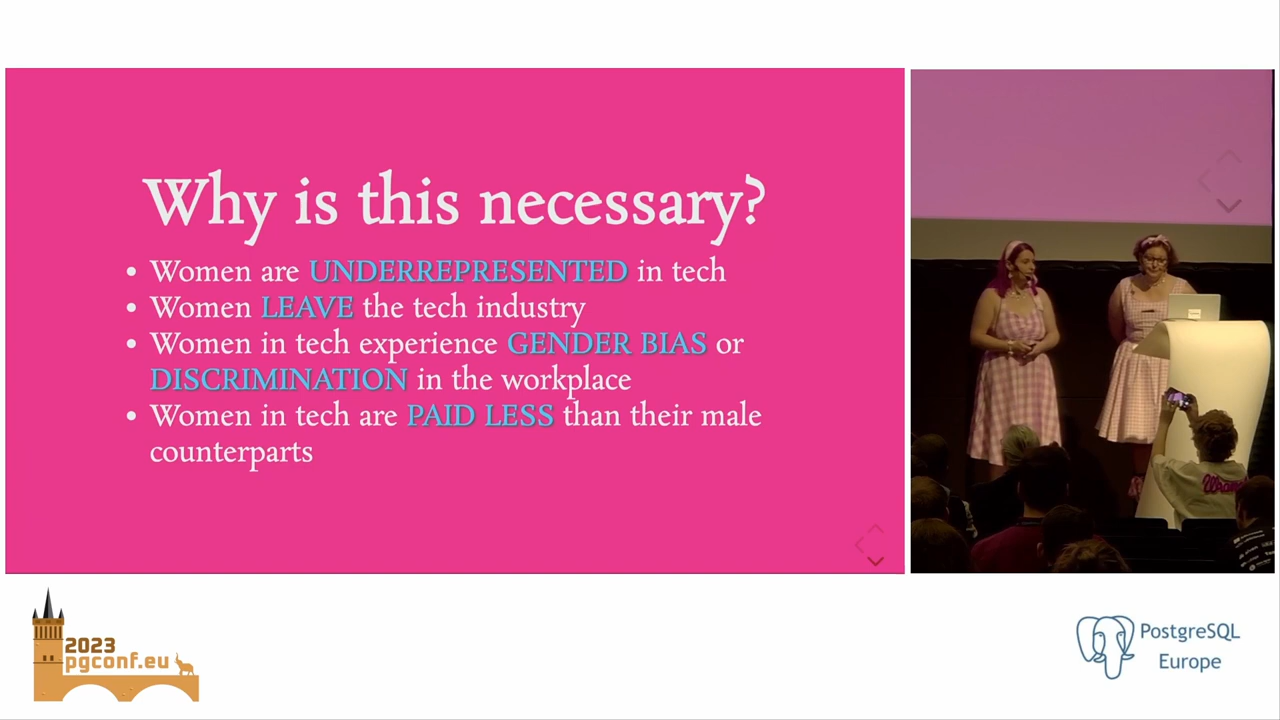 Why is this necessary?
• Women are UNDERREPRESENTED in tech
• Women LEAVE the tech industry
• Women in tech experience GENDER BIAS or
DISCRIMINATION in the workplace
• Women in tech are PAID LESS than their male
counterparts
2023
pgconf.eu
PostgreSQL
Europe